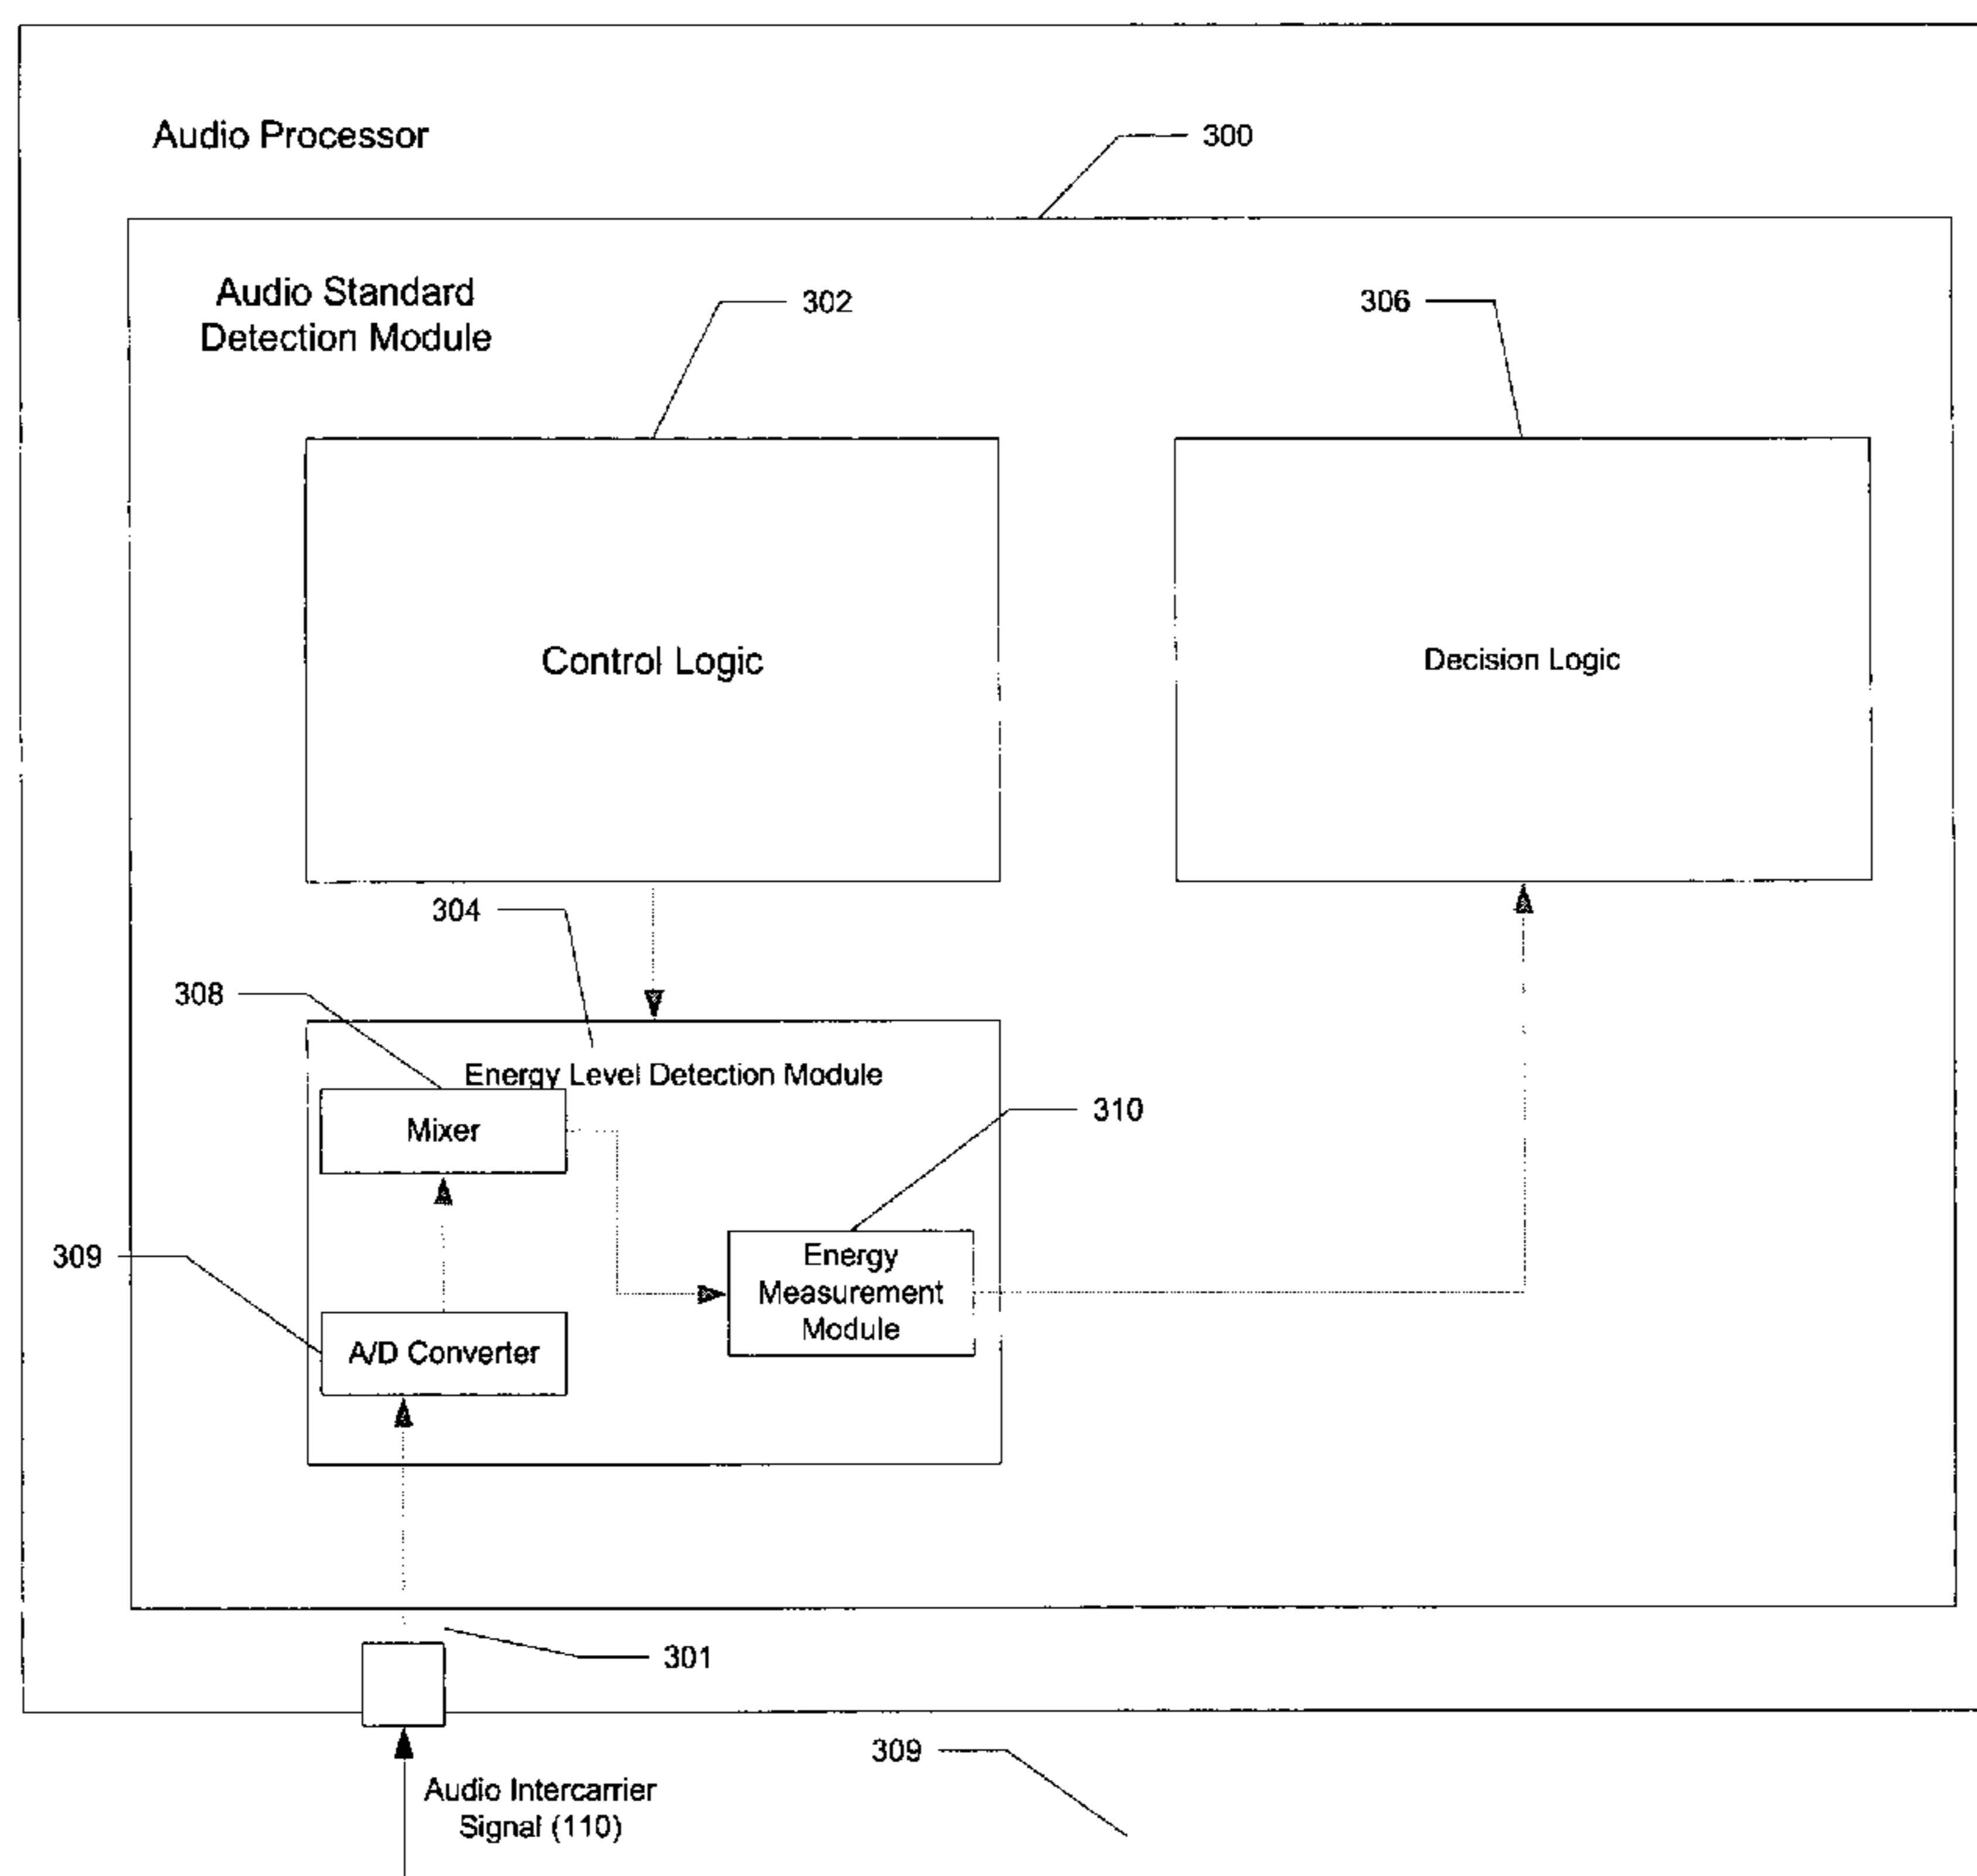 Audio Processor
300
Audio Standard
Detection Module
302
306
Control Logic
Decision Logic
304
308
Energy Level Detection Module
Mixer
310
309
Energy
Measurement
Module
A/D Converter
301
309
Audio Intercarrier
Signal (110)